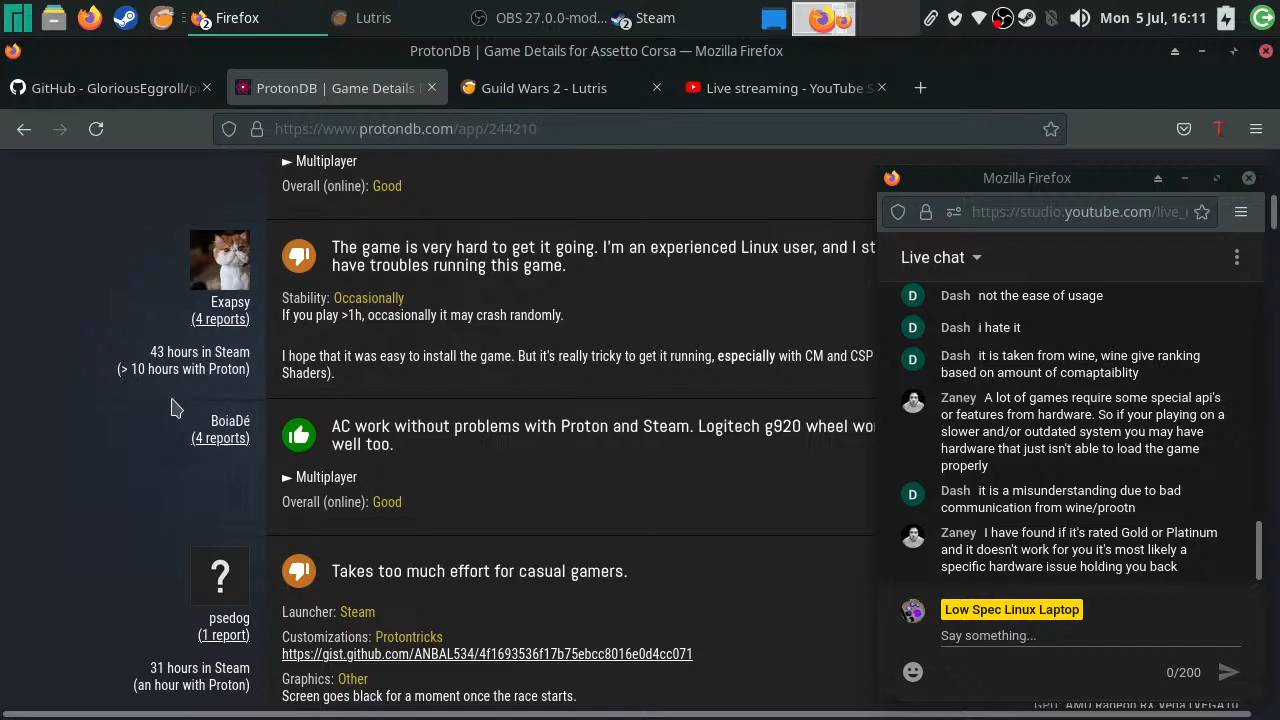 Firefox
Lutris
OBS 27.0.0-mod...
Steam
Mon 5 Jul, 16:11
ProtonDB | Game Details for Assetto Corsa — Mozilla Firefox
GitHub - GloriousEggroll/p
ProtonDB | Game Details
Guild Wars 2 - Lutris
Live streaming - YouTube S
https://www.protondb.com/app/244210
► Multiplayer
Overall (online): Good
Exapsy
(4 reports)
43 hours in Steam
(> 10 hours with Proton)
The game is very hard to get it going. I'm an experienced Linux user, and I st
have troubles running this game.
Stability: Occasionally
If you play >1h, occasionally it may crash randomly.
I hope that it was easy to install the game. But it's really tricky to get it running, especially with CM and CSP
Shaders).
BoiaDé
(4 reports)
AC work without problems with Proton and Steam. Logitech g920 wheel wo
well too.
► Multiplayer
Overall (online): Good
?
psedog
(1 report)
31 hours in Steam
(an hour with Proton)
Takes too much effort for casual gamers.
Launcher: Steam
Customizations: Protontricks
https://gist.github.com/ANBAL534/4f1693536f17b75ebcc8016e0d4cc071
Graphics: Other
Screen goes black for a moment once the race starts.
Mozilla Firefox
https://studio.youtube.com/live_
Live chat
D Dash not the ease of usage
D Dash i hate it
D Dash it is taken from wine, wine give ranking
based on amount of comaptaiblity
Zaney A lot of games require some special api's
or features from hardware. So if your playing on a
slower and/or outdated system you may have
hardware that just isn't able to load the game
properly
D Dash it is a misunderstanding due to bad
communication from wine/prootn
Zaney I have found if it's rated Gold or Platinum
and it doesn't work for you it's most likely a
specific hardware issue holding you back
Low Spec Linux Laptop
Say something...
0/200